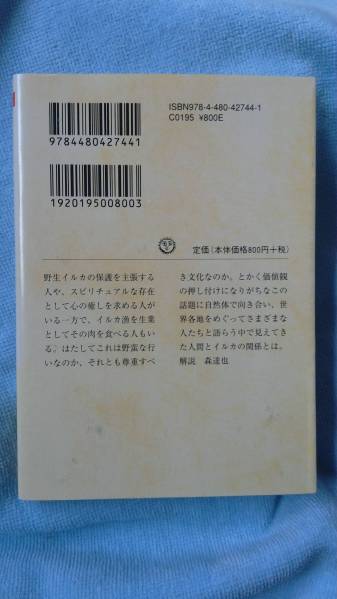 ISBN978-4-480-42744-1
C0195 ¥800E
9784480427441
1920195008003
定価(本体価格800円+税)
野生イルカの保護を主張する
人や、スピリチュアルな存在
として心の癒しを求める人が
いる一方で、イルカ漁を生業
としてその肉を食べる人もい
る。はたしてこれは野蛮な行
いなのか、それとも尊重すべ
き文化なのか。とかく価値観
の押し付けになりがちなこの
話題に自然体で向き合い、世
界各地をめぐってさまざまな
人たちと語らう中で見えてき
た人間とイルカの関係とは。
解説 森達也